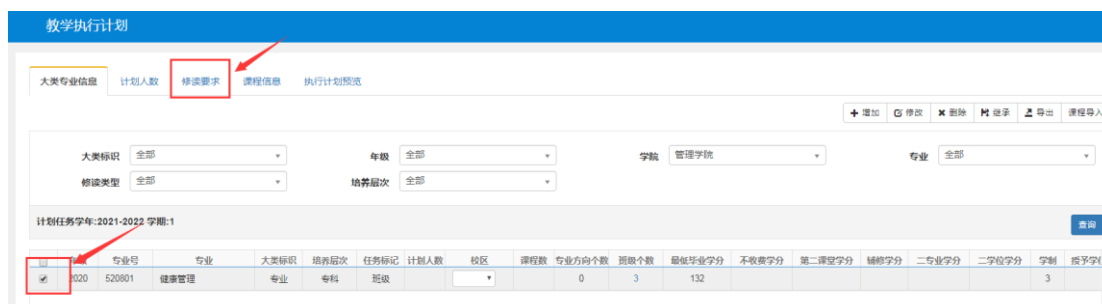 教学执行计划
大类专业信息 计划人数 修读要求 课程信息 执行计划预览
增加 修改 删除 继承 导出 课程导入
大类标识 全部 年级 全部 学院 管理学院 专业 全部
修读类型 全部 培养层次 全部
计划任务学年:2021-2022 学期:1
查询
专业号 专业 大类标识 培养层次 任务标记 计划人数 校区 课程数 专业方向个数 班级个数 最低毕业学分 不收费学分 第二课堂学分 辅修学分 二专业学分 二学位学分 学制 授予学位
2020 520801 健康管理 专业 专科 班级 0 3 132 3